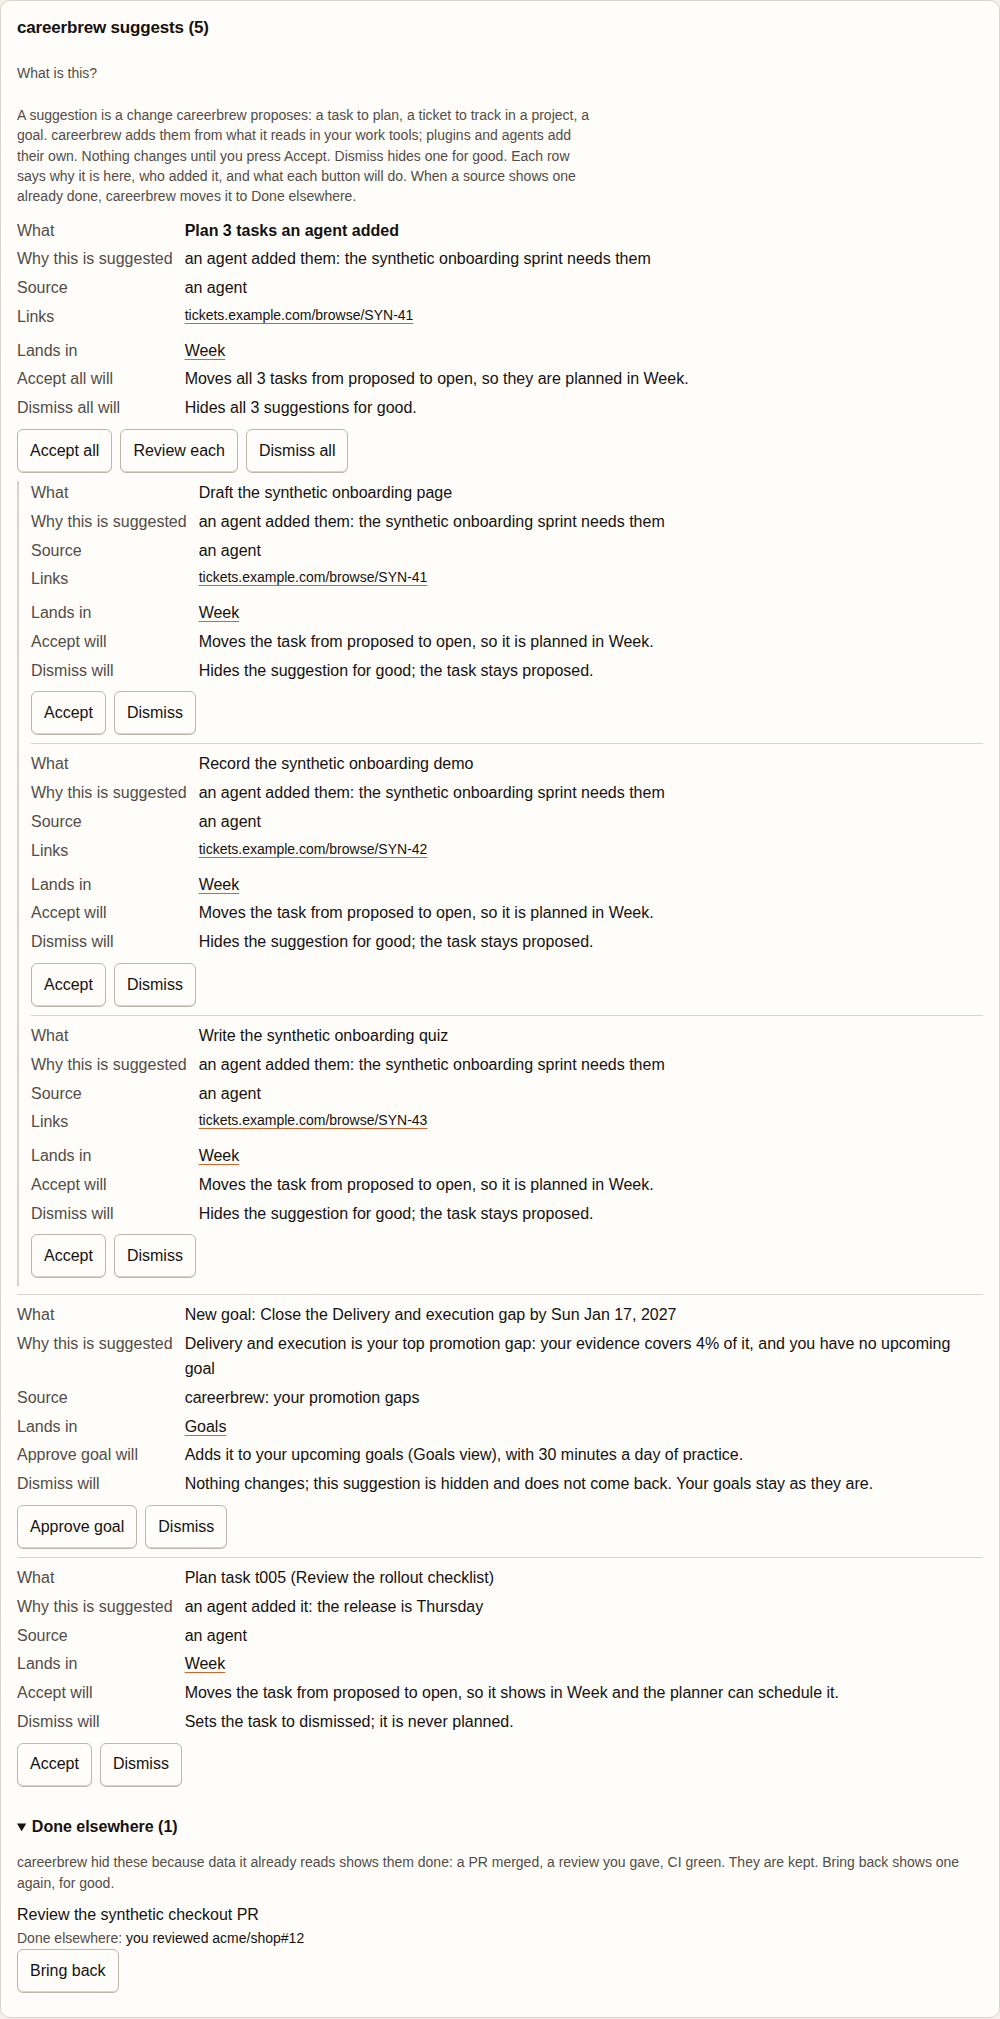 careerbrew suggests (5)
What is this?
A suggestion is a change careerbrew proposes: a task to plan, a ticket to track in a project, a
goal. careerbrew adds them from what it reads in your work tools; plugins and agents add
their own. Nothing changes until you press Accept. Dismiss hides one for good. Each row
says why it is here, who added it, and what each button will do. When a source shows one
already done, careerbrew moves it to Done elsewhere.
What Plan 3 tasks an agent added
Why this is suggested an agent added them: the synthetic onboarding sprint needs them
Source an agent
Links tickets.example.com/browse/SYN-41
Lands in Week
Accept all will Moves all 3 tasks from proposed to open, so they are planned in Week.
Dismiss all will Hides all 3 suggestions for good.
Accept all Review each Dismiss all
What Draft the synthetic onboarding page
Why this is suggested an agent added them: the synthetic onboarding sprint needs them
Source an agent
Links tickets.example.com/browse/SYN-41
Lands in Week
Accept will Moves the task from proposed to open, so it is planned in Week.
Dismiss will Hides the suggestion for good; the task stays proposed.
Accept Dismiss
What Record the synthetic onboarding demo
Why this is suggested an agent added them: the synthetic onboarding sprint needs them
Source an agent
Links tickets.example.com/browse/SYN-42
Lands in Week
Accept will Moves the task from proposed to open, so it is planned in Week.
Dismiss will Hides the suggestion for good; the task stays proposed.
Accept Dismiss
What Write the synthetic onboarding quiz
Why this is suggested an agent added them: the synthetic onboarding sprint needs them
Source an agent
Links tickets.example.com/browse/SYN-43
Lands in Week
Accept will Moves the task from proposed to open, so it is planned in Week.
Dismiss will Hides the suggestion for good; the task stays proposed.
Accept Dismiss
What New goal: Close the Delivery and execution gap by Sun Jan 17, 2027
Why this is suggested Delivery and execution is your top promotion gap: your evidence covers 4% of it, and you have no upcoming
goal
Source careerbrew: your promotion gaps
Lands in Goals
Approve goal will Adds it to your upcoming goals (Goals view), with 30 minutes a day of practice.
Dismiss will Nothing changes; this suggestion is hidden and does not come back. Your goals stay as they are.
Approve goal Dismiss
What Plan task t005 (Review the rollout checklist)
Why this is suggested an agent added it: the release is Thursday
Source an agent
Lands in Week
Accept will Moves the task from proposed to open, so it shows in Week and the planner can schedule it.
Dismiss will Sets the task to dismissed; it is never planned.
Accept Dismiss
Done elsewhere (1)
careerbrew hid these because data it already reads shows them done: a PR merged, a review you gave, CI green. They are kept. Bring back shows one
again, for good.
Review the synthetic checkout PR
Done elsewhere: you reviewed acme/shop#12
Bring back